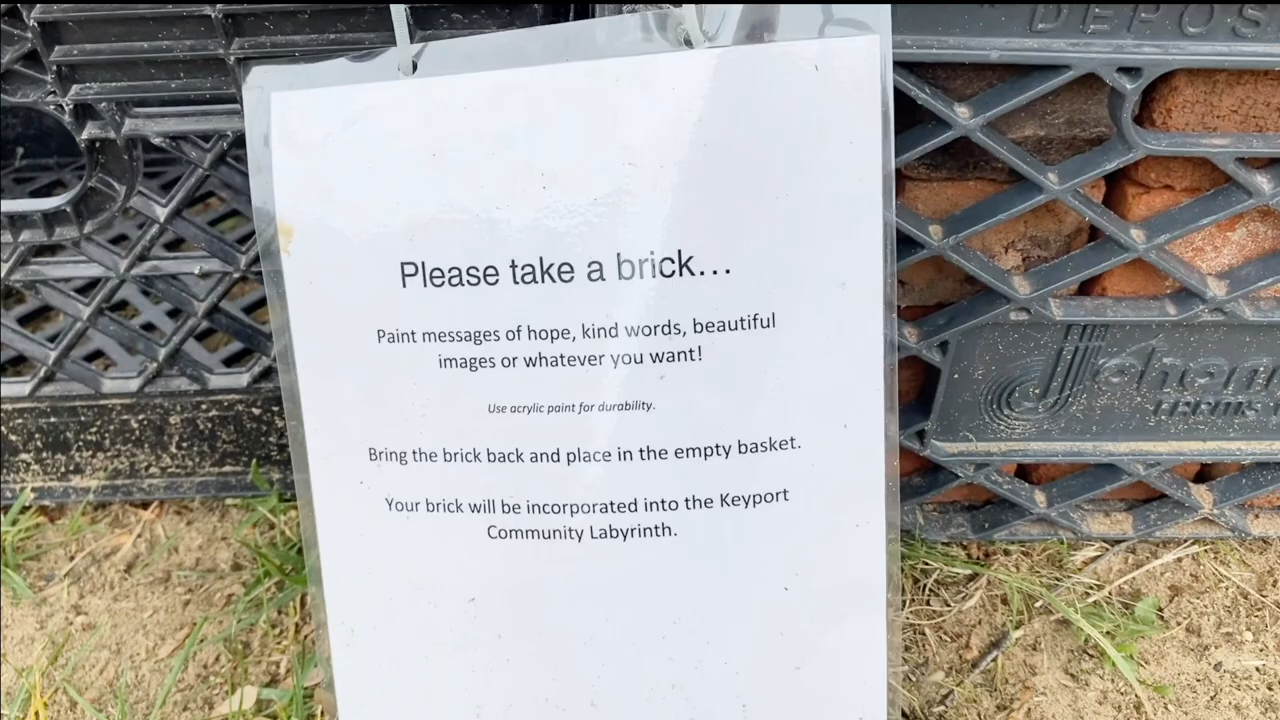 DEPOS
Please take a brick...
Paint messages of hope, kind words, beautiful
images or whatever you want!
Use acrylic paint for durability.
Bring the brick back and place in the empty basket.
Your brick will be incorporated into the Keyport
Community Labyrinth.